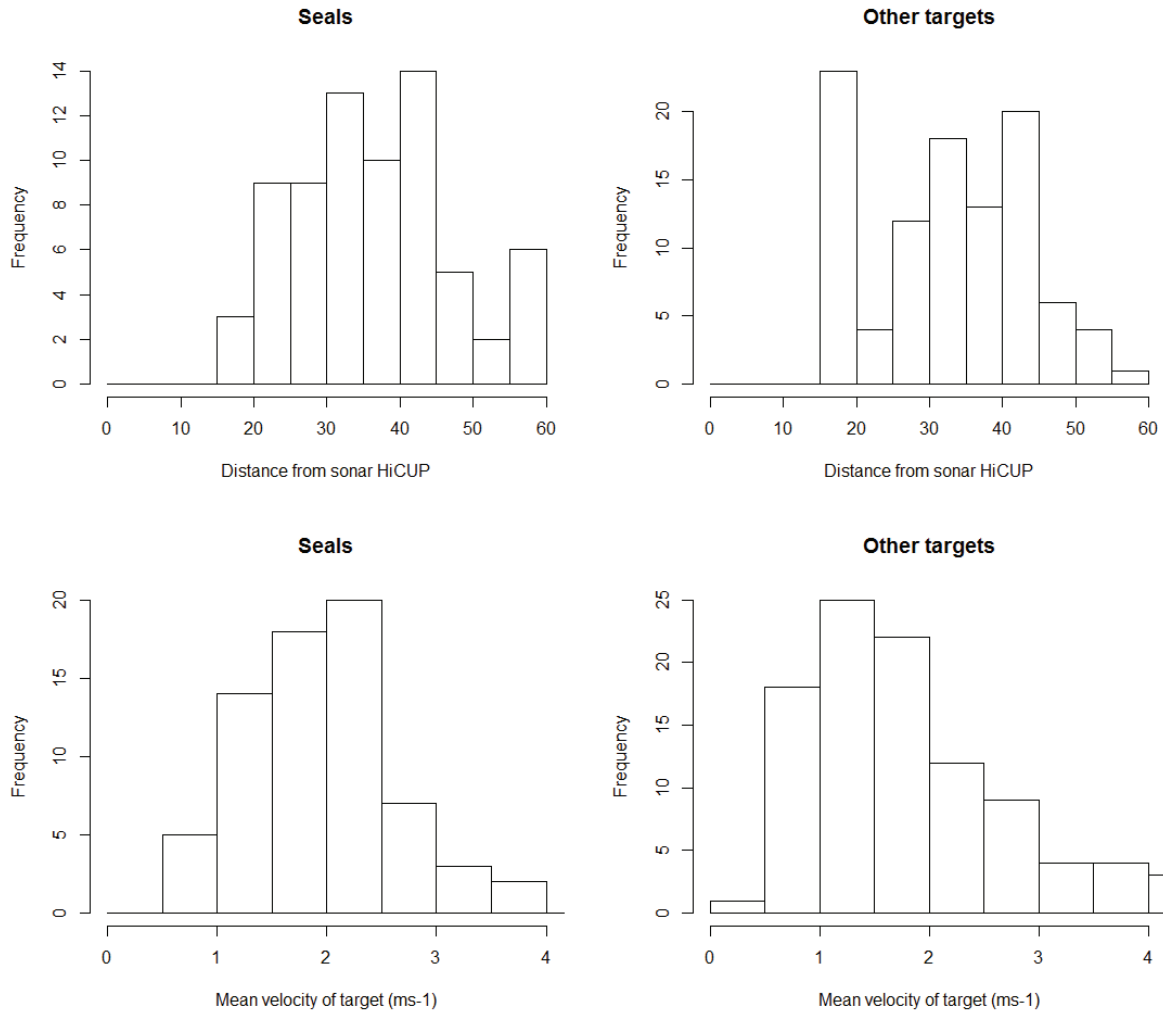 Seals
Frequency
0 2 4 6 8 10 12 14
0 10 20 30 40 50 60
Distance from sonar HiCUP
Other targets
Frequency
0 5 10 15 20
0 10 20 30 40 50 60
Distance from sonar HiCUP
Seals
Frequency
0 5 10 15 20
0 1 2 3 4
Mean velocity of target (ms-1)
Other targets
Frequency
0 5 10 15 20 25
0 1 2 3 4
Mean velocity of target (ms-1)